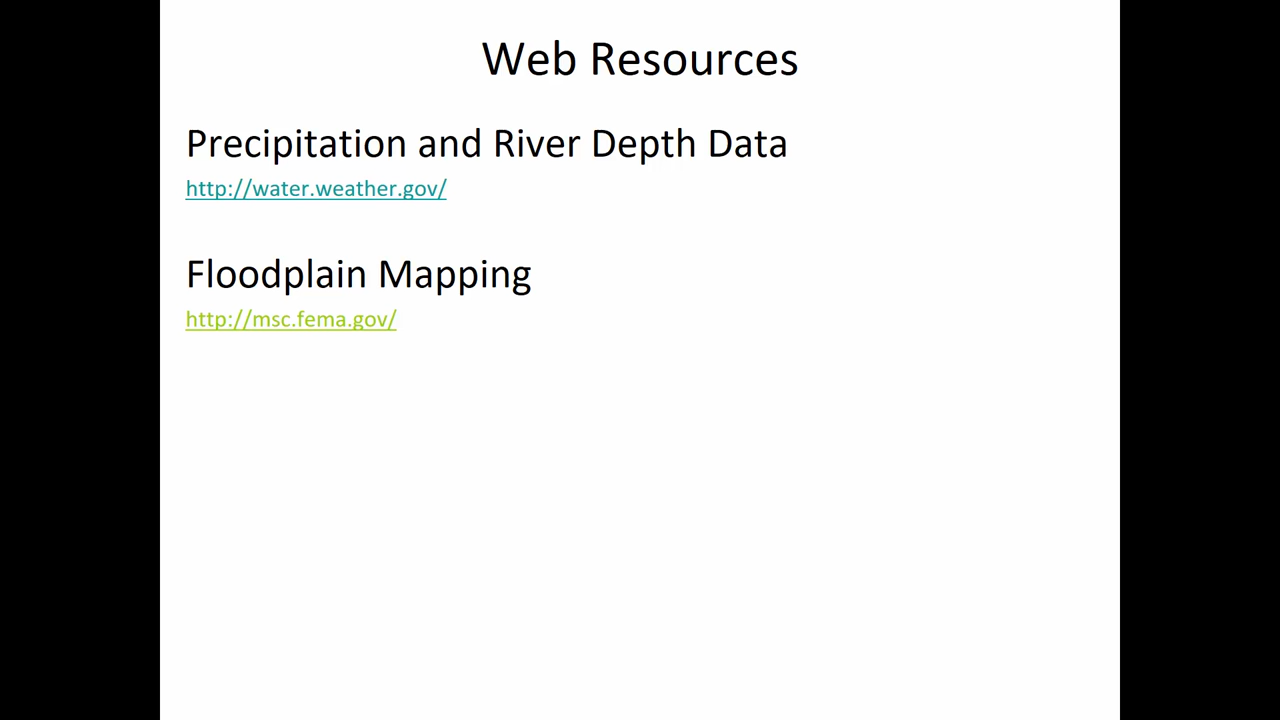 Web Resources
Precipitation and River Depth Data
http://water.weather.gov/
Floodplain Mapping
http://msc.fema.gov/